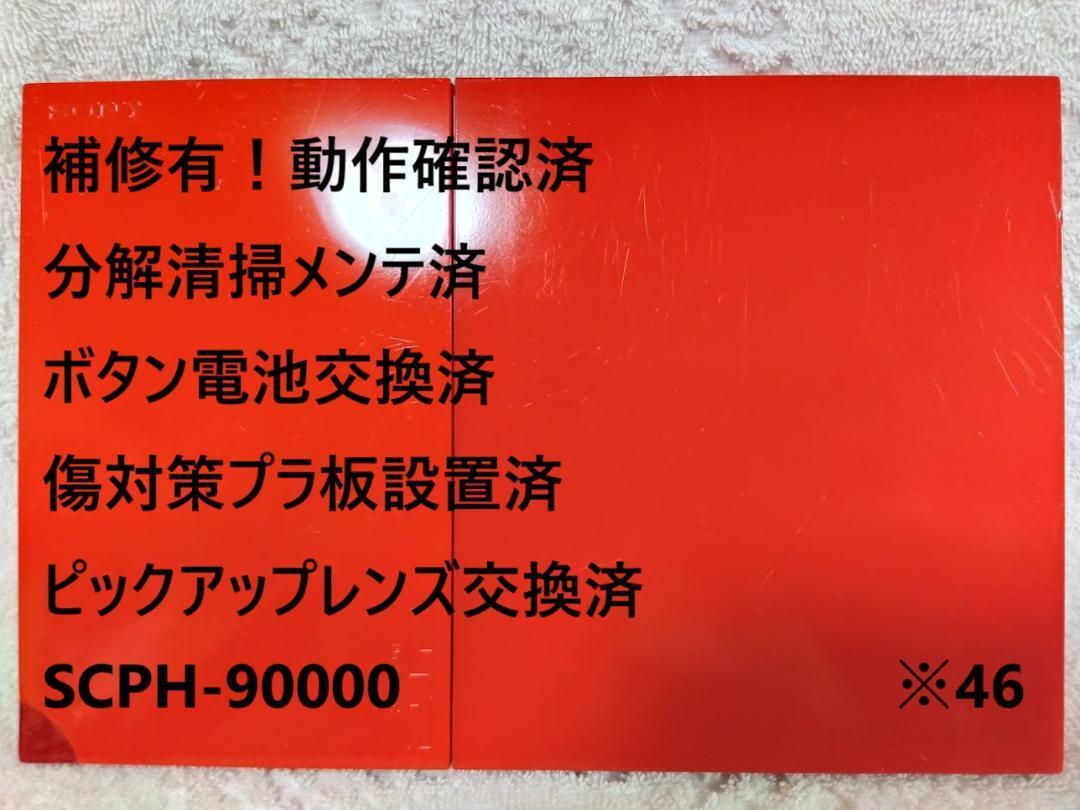 SONY
補修有！動作確認済
分解清掃メンテ済
ボタン電池交換済
傷対策プラ板設置済
ピックアップレンズ交換済
SCPH-90000
※46